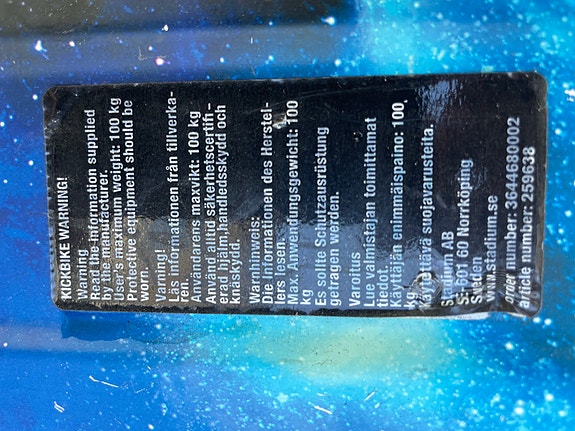 KICKBIKE WARNING!
Warning
Read the information supplied
by the manufacturer.
User's maximum weight: 100 kg
Protective equipment should be
worn.
Varning!
Läs informationen från tillverka-
ren.
Användarens maxvikt: 100 kg
Använd alltid säkerhetscertifi-
erad hjälm,handledsskydd och
knäskydd.
Warnhinweis:
Die Informationen des Herstel-
lers lesen.
Max Anwendungsgewicht: 100
kg
Es sollte Schutzausrüstung
getragen werden.
Varoitus
Lue valmistajan toimittamat
tiedot.
käyttäjän enimmäispaino: 100
kg
Käytettävä suojavarusteita.
Stadium AB
S- 601 60 Norrköping
Sweden
www.stadium.se
order number: 3644680002
article number: 259638